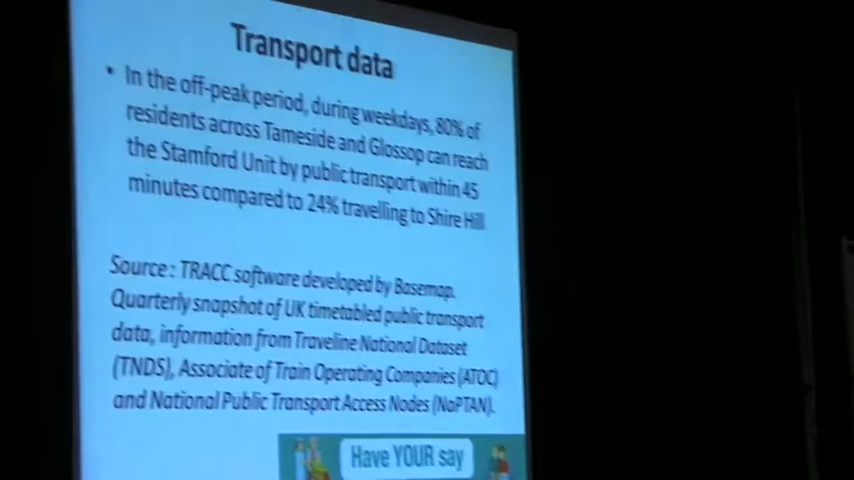 Transport data
• In the off-peak period, during weekdays, 80% of
residents across Tameside and Glossop can reach
the Stamford Unit by public transport within 45
minutes compared to 24% travelling to Shire Hill
Source : TRACC software developed by Basemap.
Quarterly snapshot of UK timetabled public transport
data, information from Traveline National Dataset
(TNDS), Associate of Train Operating Companies (ATOC)
and National Public Transport Access Nodes (NaPTAN).
Have YOUR say